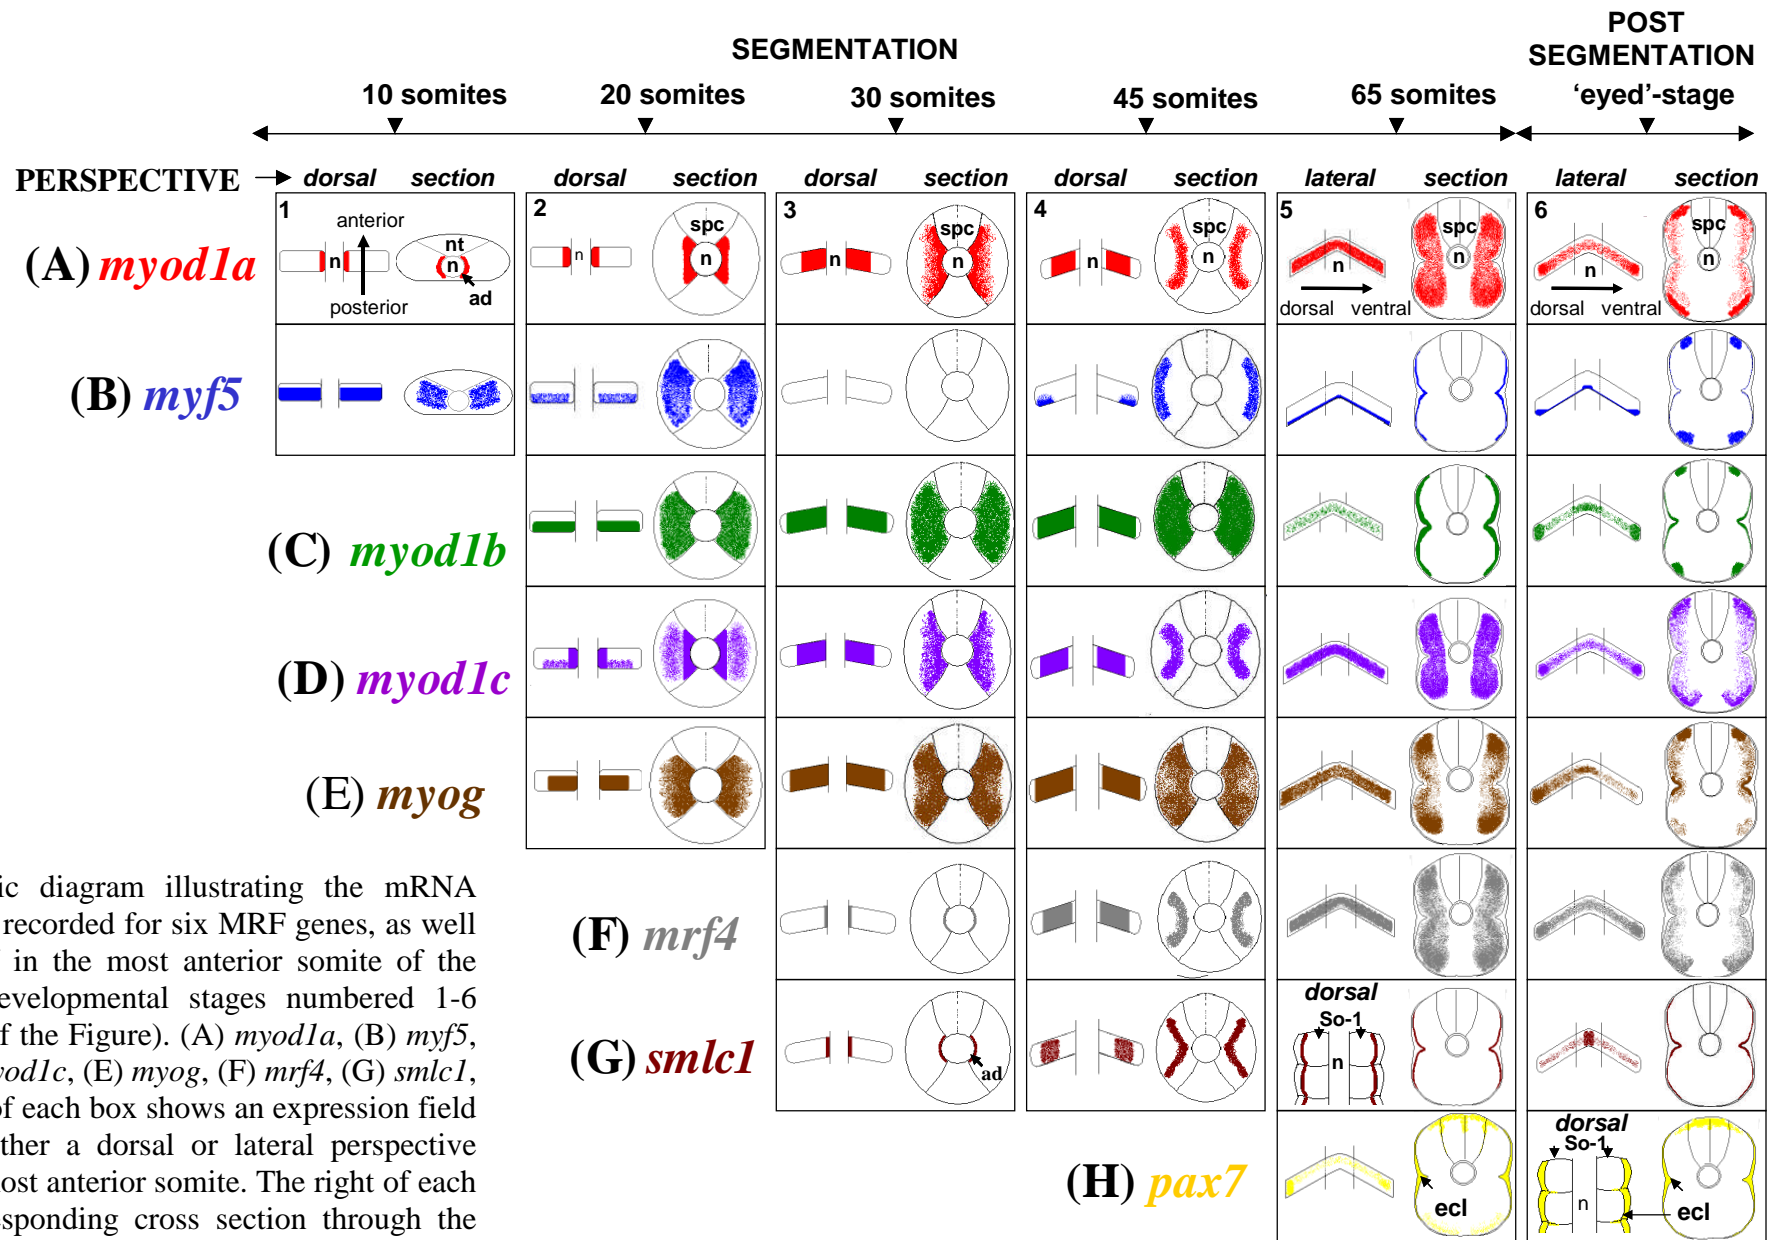 SEGMENTATION
POST
SEGMENTATION
10 somites 20 somites 30 somites 45 somites 65 somites 'eyed'-stage
PERSPECTIVE dorsal section dorsal section dorsal section dorsal section lateral section lateral section
1 2 3 4 5 6
(A) myod1a
anterior
nt
n n
ad
posterior
spc
n n
spc
n n
spc
n n
spc
n n
dorsal ventral
spc
n n
dorsal ventral
(B) myf5
(C) myod1b
(D) myod1c
(E) myog
(F) mrf4
(G) smlc1
ad
dorsal
So-1
n
(H) pax7
ecl
dorsal
So-1
n
ecl
ic diagram illustrating the mRNA
recorded for six MRF genes, as well
in the most anterior somite of the
evelopmental stages numbered 1-6
f the Figure). (A) myod1a, (B) myf5,
yod1c, (E) myog, (F) mrf4, (G) smlc1,
of each box shows an expression field
ther a dorsal or lateral perspective
nost anterior somite. The right of each
esponding cross section through the